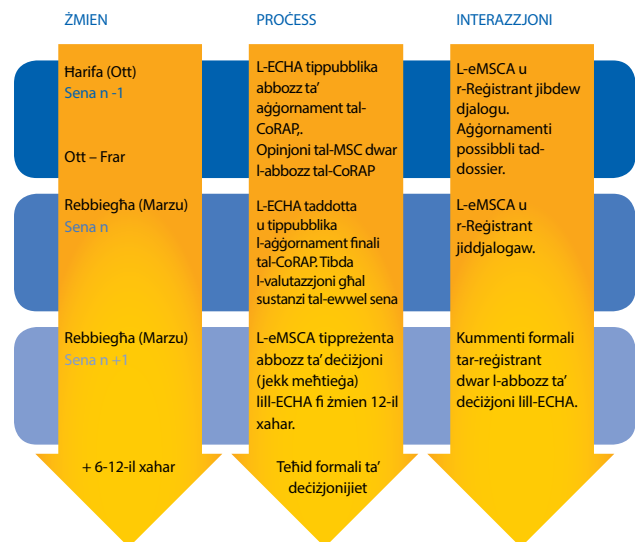 ŻMIEN
PROĊESS
INTERAZZJONI
Ħarifa (Ott)
Sena n -1
Ott – Frar
L-ECHA tippubblika
abbozz ta'
aġġornament tal-
CoRAP,.
Opinjoni tal-MSC dwar
l-abbozz tal-CoRAP
L-eMSCA u
r-Reġistrant jibdew
djalogu.
Aġġornamenti
possibbli tad-
dossier.
Rebbiegħa (Marzu)
Sena n
L-ECHA taddotta
u tippubblika
l-aġġornament finali
tal-CoRAP. Tibda
l-valutazzjoni għal
sustanzi tal-ewwel sena
L-eMSCA u
r-Reġistrant
jiddjalogaw.
Rebbiegħa (Marzu)
Sena n +1
L-eMSCA tippreżenta
abbozz ta' deċiżjoni
(jekk meħtieġa)
lill-ECHA fi żmien 12-il
xahar.
Kummenti formali
tar-reġistrant
dwar l-abbozz ta'
deċiżjoni lill-ECHA.
+ 6-12-il xahar
Teħid formali ta'
deċiżjonijiet